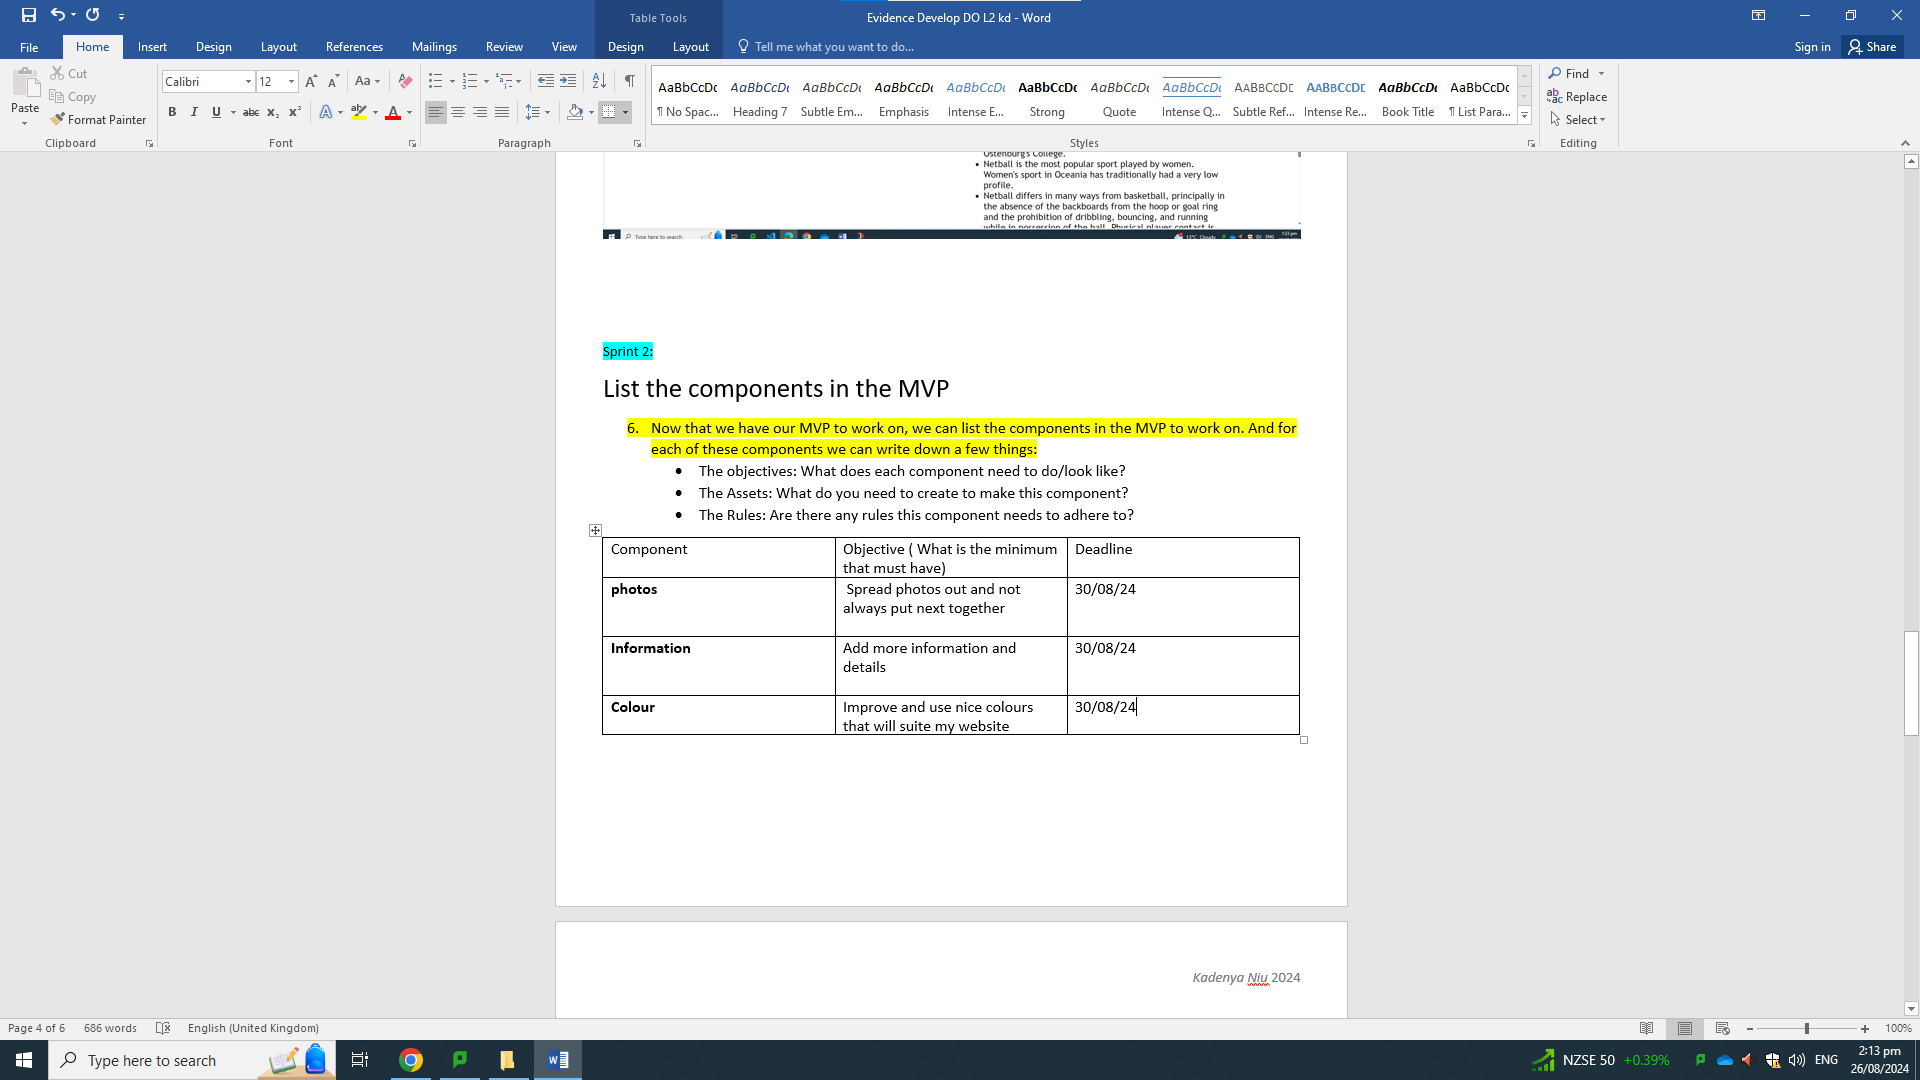 Table Tools
Evidence Develop DO L2 kd - Word
File
Home
Insert
Design
Layout
References
Mailings
Review
View
Design
Layout
Tell me what you want to do...
Sign in
Share
Paste
Cut
Copy
Format Painter
Clipboard
Calibri
12
Font
Paragraph
AaBbCcDc AaBbCcDc AaBbCcDc AaBbCcDc AaBbCcDc AaBbCcDc AaBbCcDc AaBbCcDc AABBCCDE AABBCCDE AaBbCcDc AaBbCcDc
¶ No Spac... Heading 7 Subtle Em... Emphasis Intense E... Strong Quote Intense Q... Subtle Ref... Intense Re... Book Title ¶ List Para...
Styles
Find
Replace
Select
Editing
Ostenburg's College.
• Netball is the most popular sport played by women.
Women's sport in Oceania has traditionally had a very low
profile.
• Netball differs in many ways from basketball, principally in
the absence of the backboards from the hoop or goal ring
and the prohibition of dribbling, bouncing, and running
while in possession of the ball. Physical player contact is
Type here to search
13°C Cloudy
ENG
1:23 pm
Sprint 2:
List the components in the MVP
6. Now that we have our MVP to work on, we can list the components in the MVP to work on. And for
each of these components we can write down a few things:
• The objectives: What does each component need to do/look like?
• The Assets: What do you need to create to make this component?
• The Rules: Are there any rules this component needs to adhere to?
Component
Objective ( What is the minimum
that must have)
Deadline
photos
Spread photos out and not
always put next together
30/08/24
Information
Add more information and
details
30/08/24
Colour
Improve and use nice colours
that will suite my website
30/08/24
Kadenya Niu 2024
Page 4 of 6
686 words
English (United Kingdom)
100%
Type here to search
NZSE 50 +0.39%
ENG
2:13 pm
26/08/2024